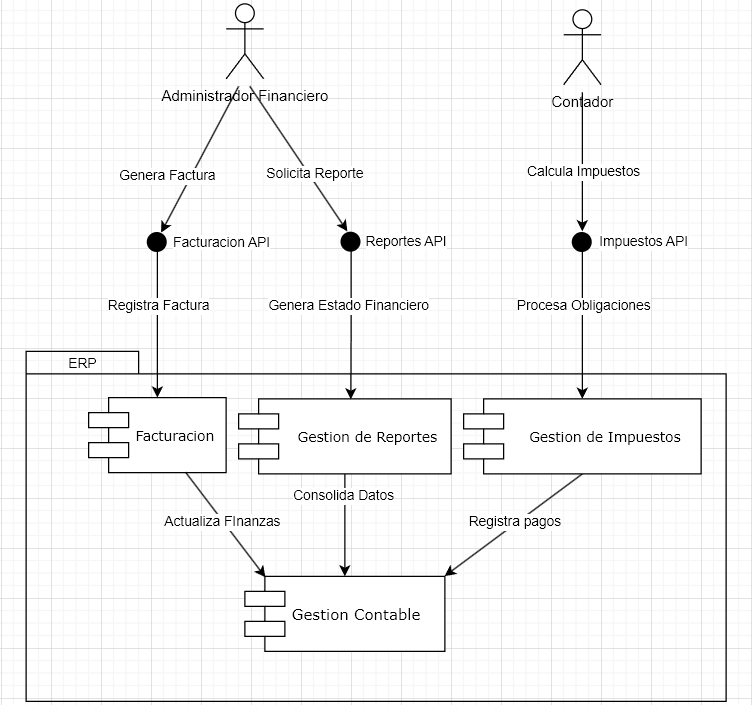 Administrador Financiero
Contador
Genera Factura
Solicita Reporte
Calcula Impuestos
Facturacion API
Reportes API
Impuestos API
Registra Factura
Genera Estado Financiero
Procesa Obligaciones
ERP
Facturacion
Gestion de Reportes
Gestion de Impuestos
Consolida Datos
Actualiza FInanzas
Registra pagos
Gestion Contable